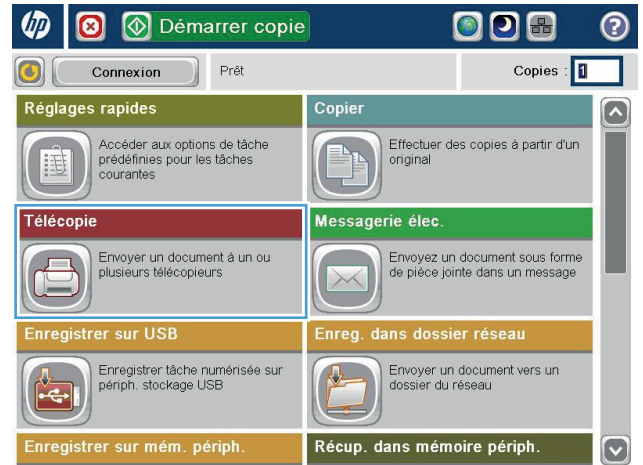 hp
Démarrer copie
?
Connexion
Prêt
Copies : 1
Réglages rapides
Accéder aux options de tâche
prédéfinies pour les tâches
courantes
Copier
Effectuer des copies à partir d'un
original
Télécopie
Envoyer un document à un ou
plusieurs télécopieurs
Messagerie élec.
Envoyez un document sous forme
de pièce jointe dans un message
Enregistrer sur USB
Enregistrer tâche numérisée sur
périph. stockage USB
Enreg. dans dossier réseau
Envoyer un document vers un
dossier du réseau
Enregistrer sur mém. périph.
Récup. dans mémoire périph.